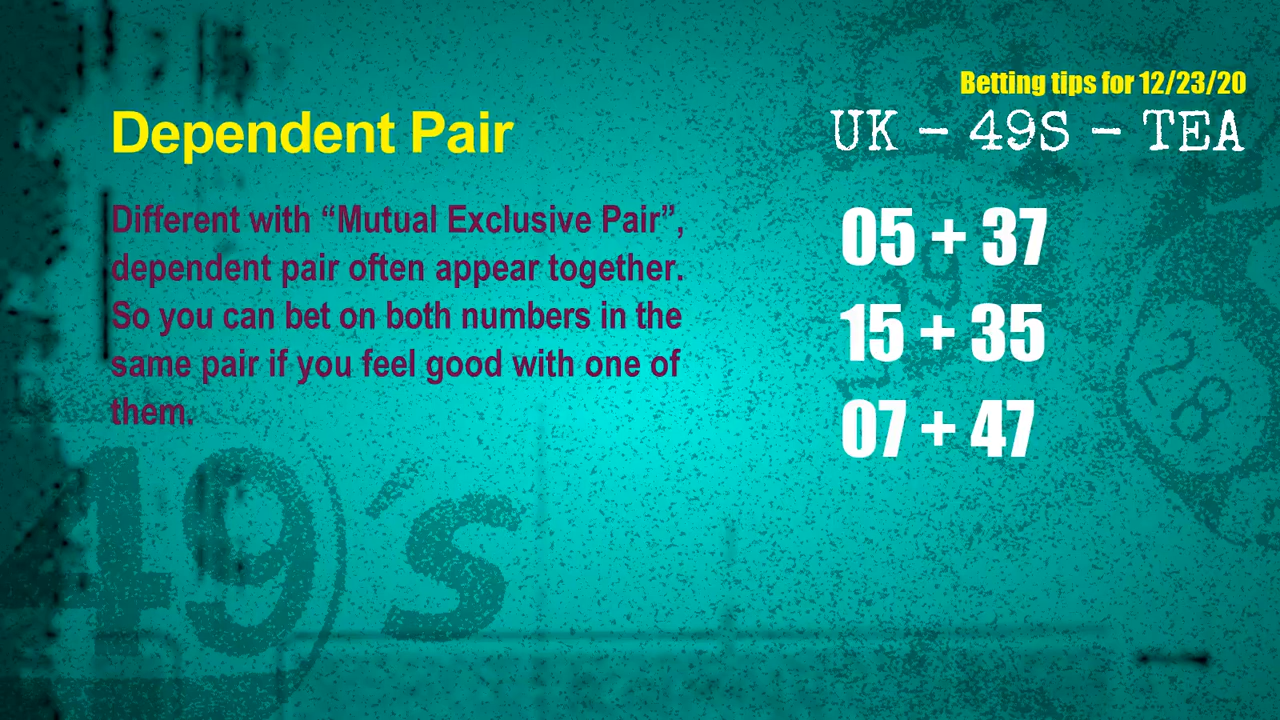 Betting tips for 12/23/20
Dependent Pair
UK - 49S - TEA
Different with “Mutual Exclusive Pair”,
dependent pair often appear together.
So you can bet on both numbers in the
same pair if you feel good with one of
them.
05 + 37
15 + 35
07 + 47
28
49's